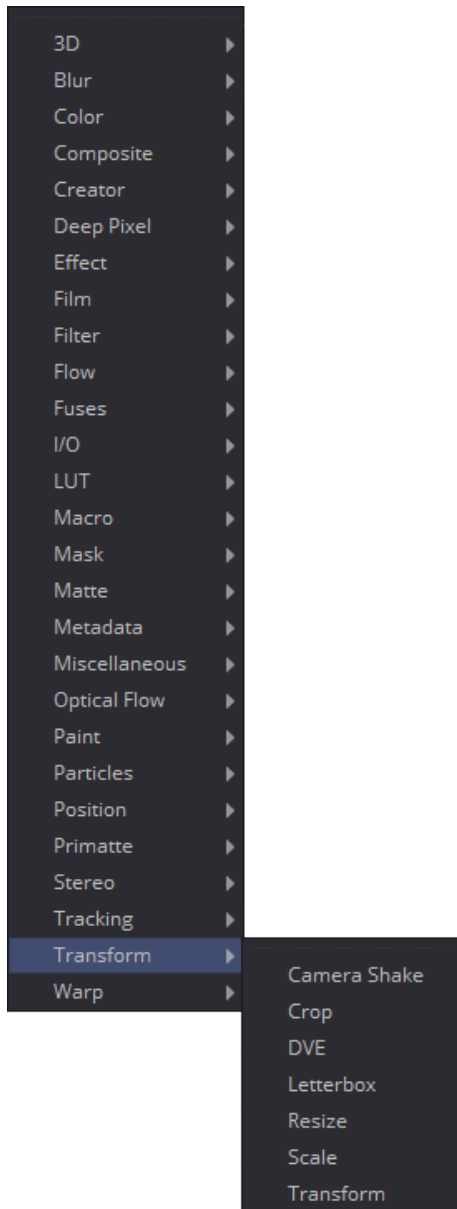 3D
Blur
Color
Composite
Creator
Deep Pixel
Effect
Film
Filter
Flow
Fuses
I/O
LUT
Macro
Mask
Matte
Metadata
Miscellaneous
Optical Flow
Paint
Particles
Position
Primatte
Stereo
Tracking
Transform
Warp
Camera Shake
Crop
DVE
Letterbox
Resize
Scale
Transform